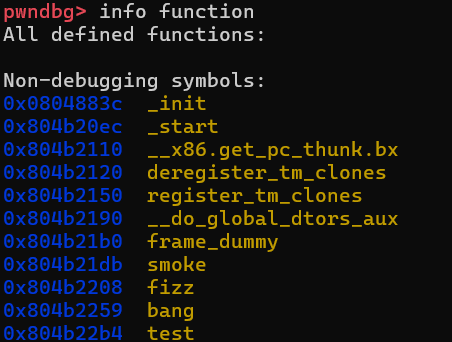 pwndbg> info function
All defined functions:
Non-debugging symbols:
0x0804883c _init
0x804b20ec _start
0x804b2110 __x86.get_pc_thunk.bx
0x804b2120 deregister_tm_clones
0x804b2150 register_tm_clones
0x804b2190 __do_global_dtors_aux
0x804b21b0 frame_dummy
0x804b21db smoke
0x804b2208 fizz
0x804b2259 bang
0x804b22b4 test